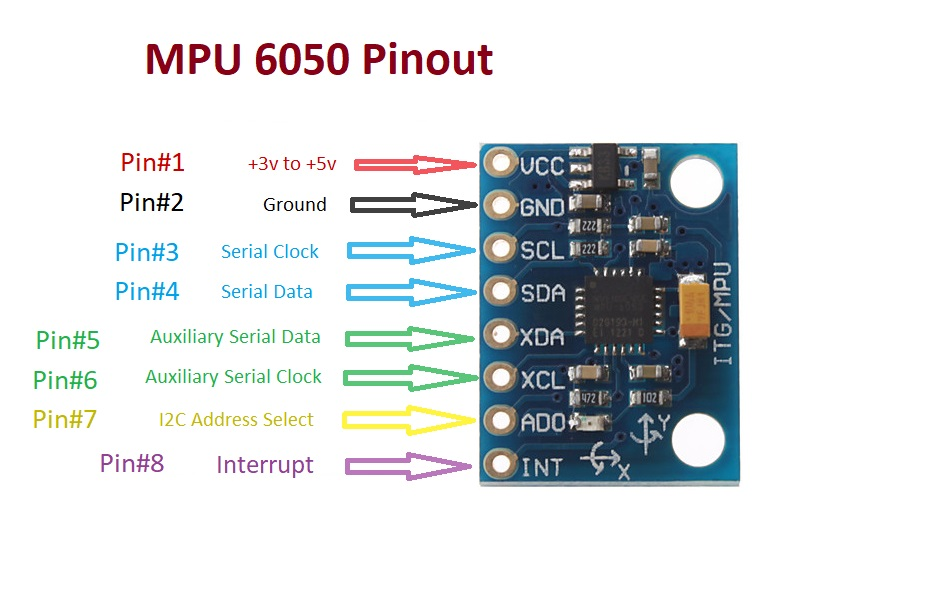 MPU 6050 Pinout
Pin#1 +3v to +5v VCC
Pin#2 Ground GND
222
Pin#3 Serial Clock SCL 222
Pin#4 Serial Data SDA
ITG/MPU
Pin#5 Auxiliary Serial Data XDA
Pin#6 Auxiliary Serial Clock XCL
472 102
Pin#7 I2C Address Select ADO
Y
Pin#8 Interrupt INT
X